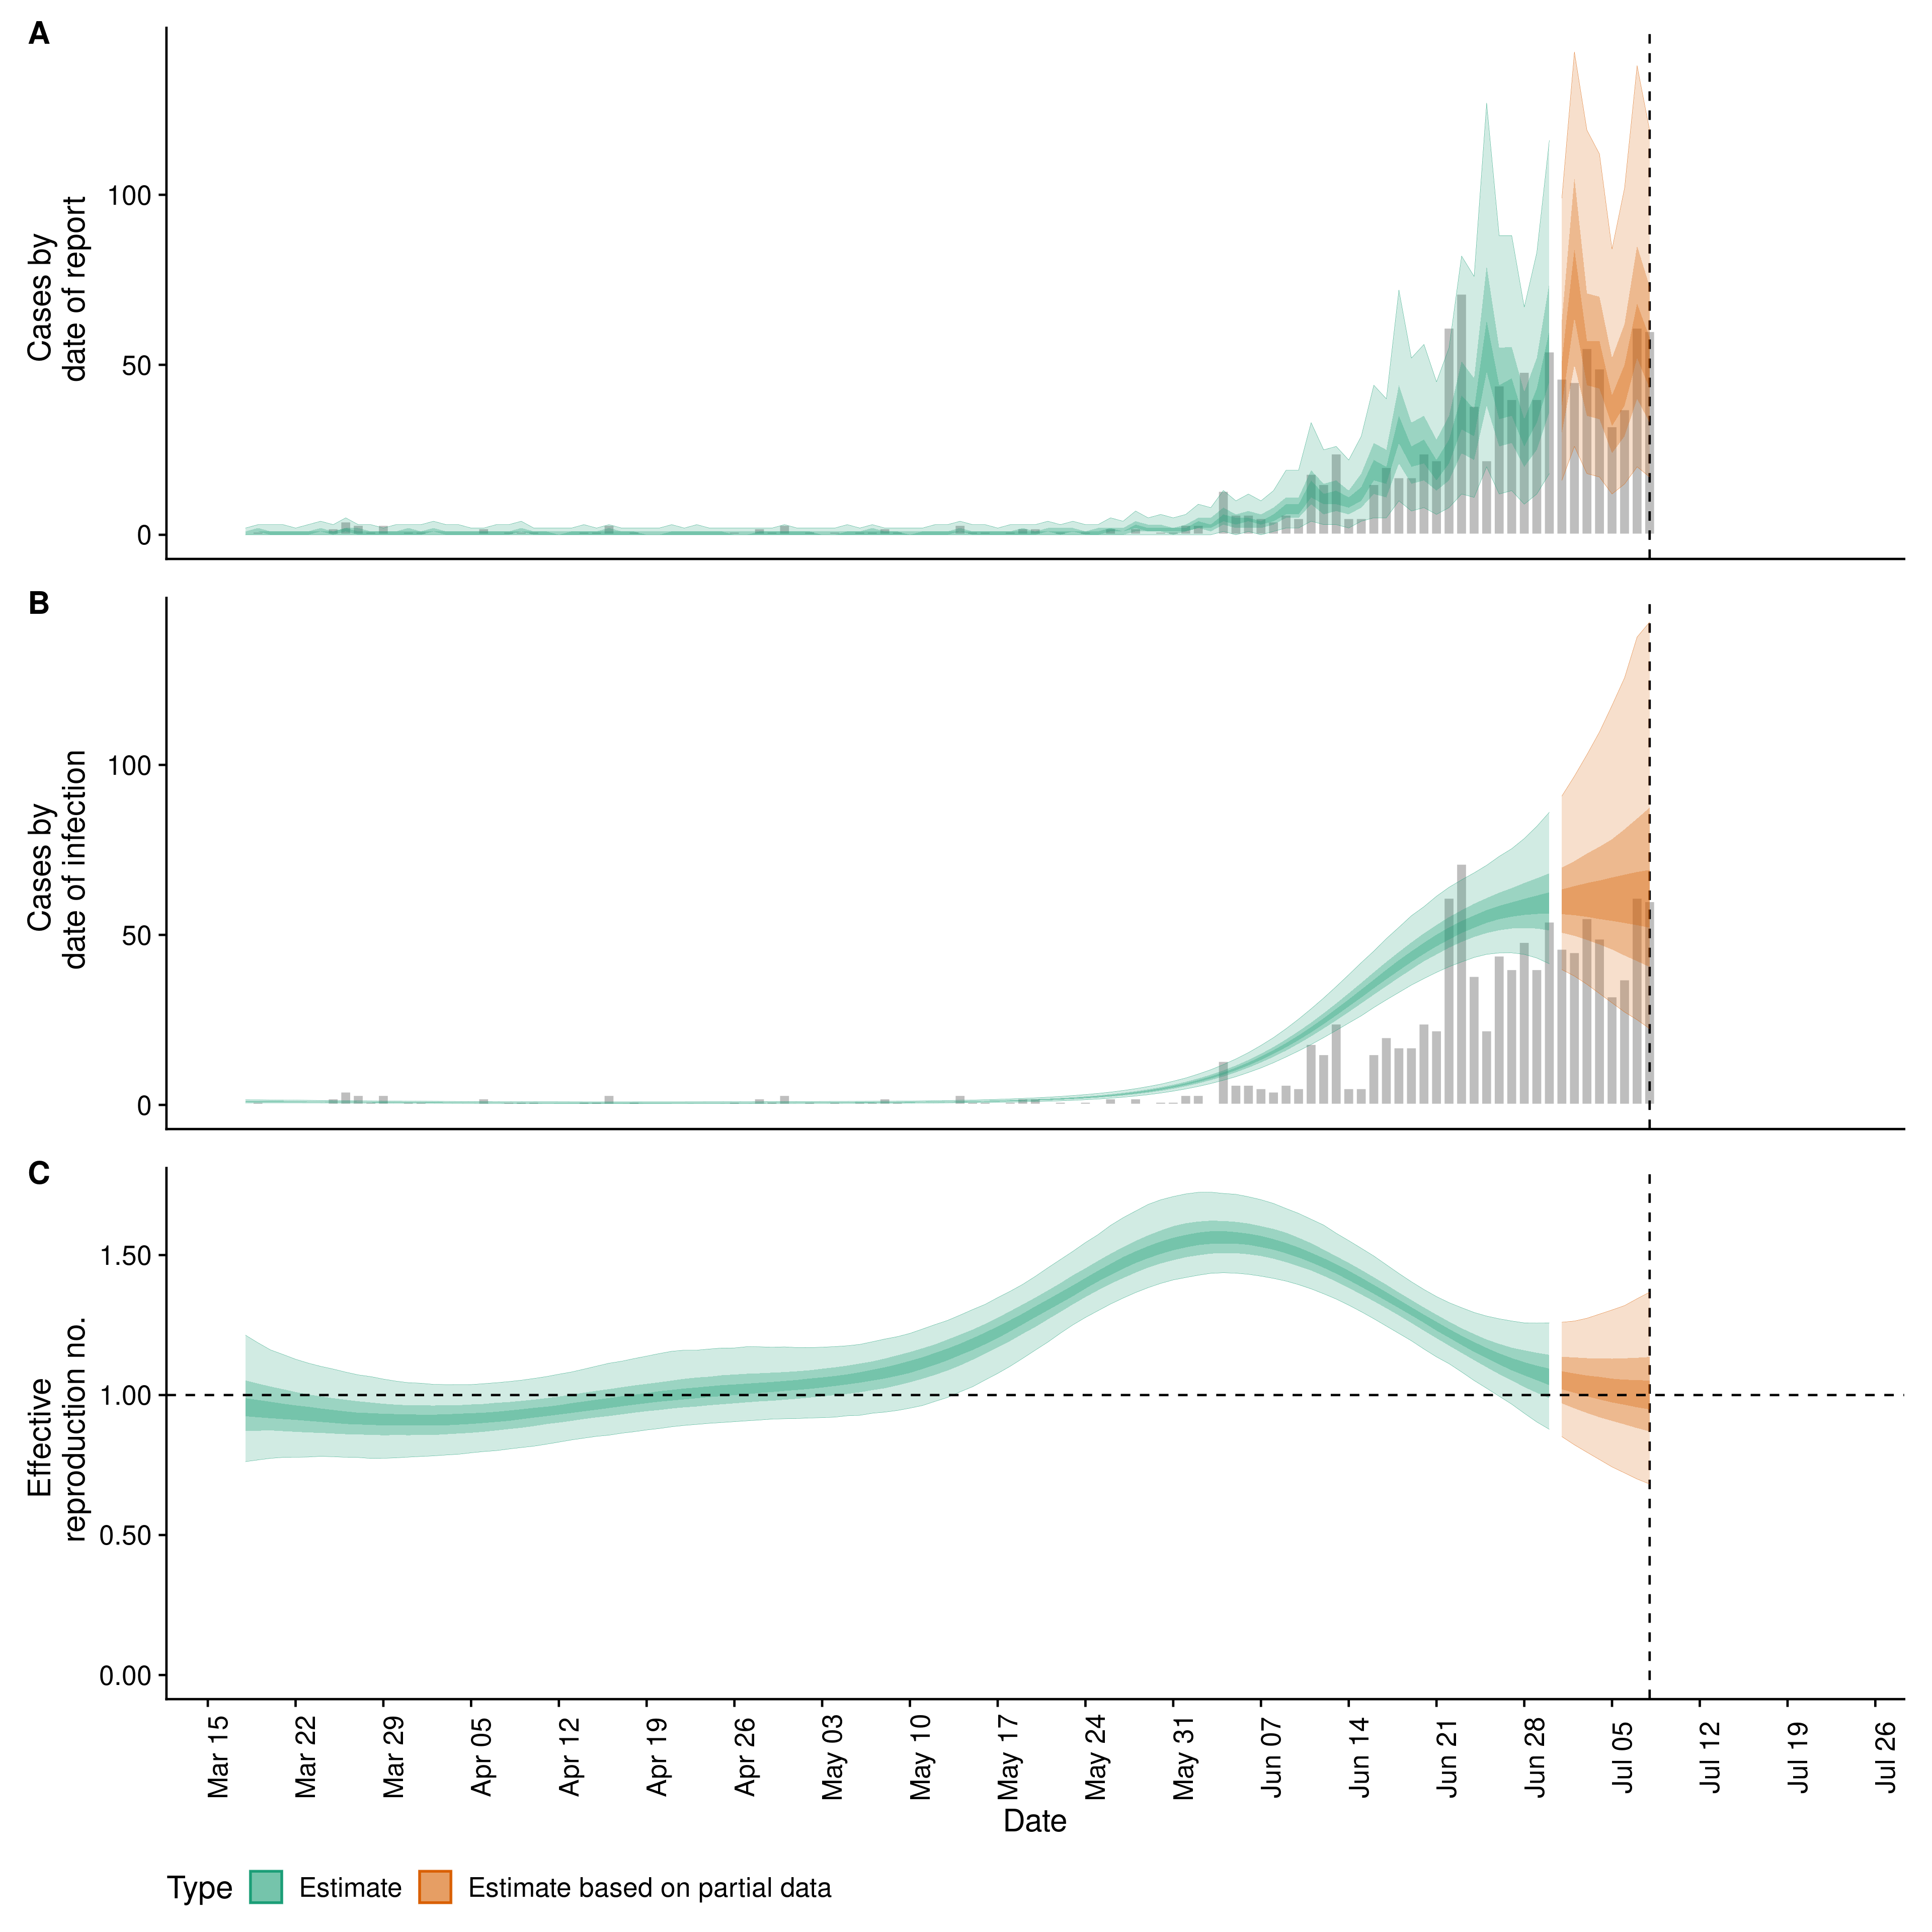 A
Cases by
date of report
100
50
0
B
Cases by
date of infection
100
50
0
C
Effective
reproduction no.
1.50
1.00
0.50
0.00
Mar 15
Mar 22
Mar 29
Apr 05
Apr 12
Apr 19
Apr 26
May 03
May 10
May 17
May 24
May 31
Jun 07
Jun 14
Jun 21
Jun 28
Jul 05
Jul 12
Jul 19
Jul 26
Date
Type Estimate Estimate based on partial data